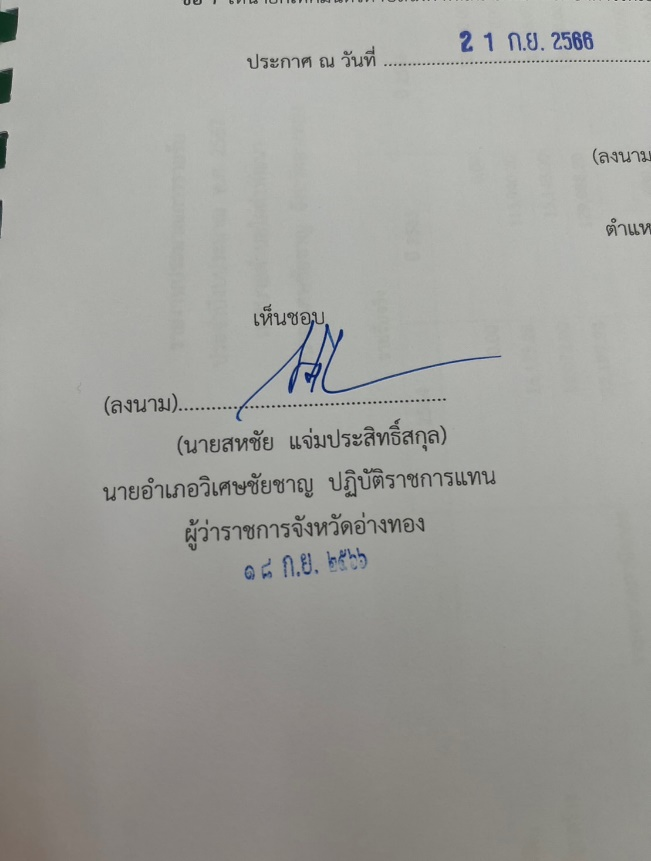 ประกาศ ณ วันที่ ........................ 2 1 ก.ย. 2566
(ลงนาม
ตำแห
เห็นชอบ
(ลงนาม)................................................
(นายสหชัย แจ่มประสิทธิ์สกุล)
นายอำเภอวิเศษชัยชาญ ปฏิบัติราชการแทน
ผู้ว่าราชการจังหวัดอ่างทอง
๑๘ ก.ย. ๒๕๖๖